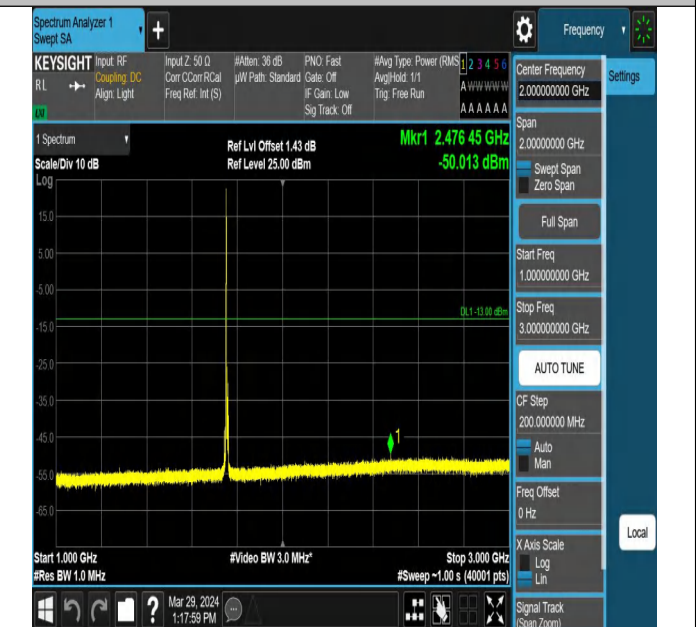 Spectrum Analyzer 1
Swept SA
+
Frequency
KEYSIGHT
RL
Input: RF
Coupling: DC
Align: Light
Input Z: 50 Ω
Corr CCorr RCal
Freq Ref: Int (S)
#Atten: 36 dB
µW Path: Standard
PNO: Fast
Gate: Off
IF Gain: Low
Sig Track: Off
#Avg Type: Power (RMS
Avg|Hold: 1/1
Trig: Free Run
1 2 3 4 5 6
A W W W W W
A A A A A A
1 Spectrum
Scale/Div 10 dB
Log
Ref Lvl Offset 1.43 dB
Ref Level 25.00 dBm
Mkr1 2.476 45 GHz
-50.013 dBm
15.0
5.00
-5.00
-15.0
-25.0
-35.0
-45.0
-55.0
-65.0
DL1 -13.00 dBm
1
Start 1.000 GHz
#Res BW 1.0 MHz
#Video BW 3.0 MHz*
Stop 3.000 GHz
#Sweep ~1.00 s (40001 pts)
?
Mar 29, 2024
1:17:59 PM
Center Frequency
2.000000000 GHz
Settings
Span
2.00000000 GHz
Swept Span
Zero Span
Full Span
Start Freq
1.000000000 GHz
Stop Freq
3.000000000 GHz
AUTO TUNE
CF Step
200.000000 MHz
Auto
Man
Freq Offset
0 Hz
Local
X Axis Scale
Log
Lin
Signal Track
(Span Zoom)